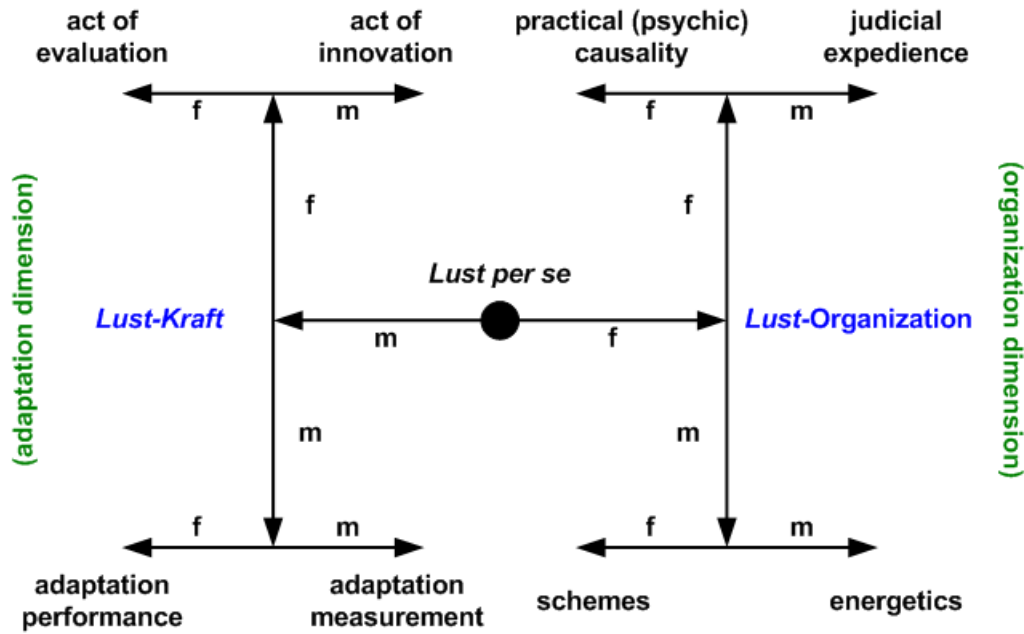 act of
evaluation
act of
innovation
practical (psychic)
causality
judicial
expedience
f
m
f
m
f
f
(adaptation dimension)
(organization dimension)
Lust per se
Lust-Kraft
Lust-Organization
m
f
m
m
f
m
f
m
adaptation
performance
adaptation
measurement
schemes
energetics